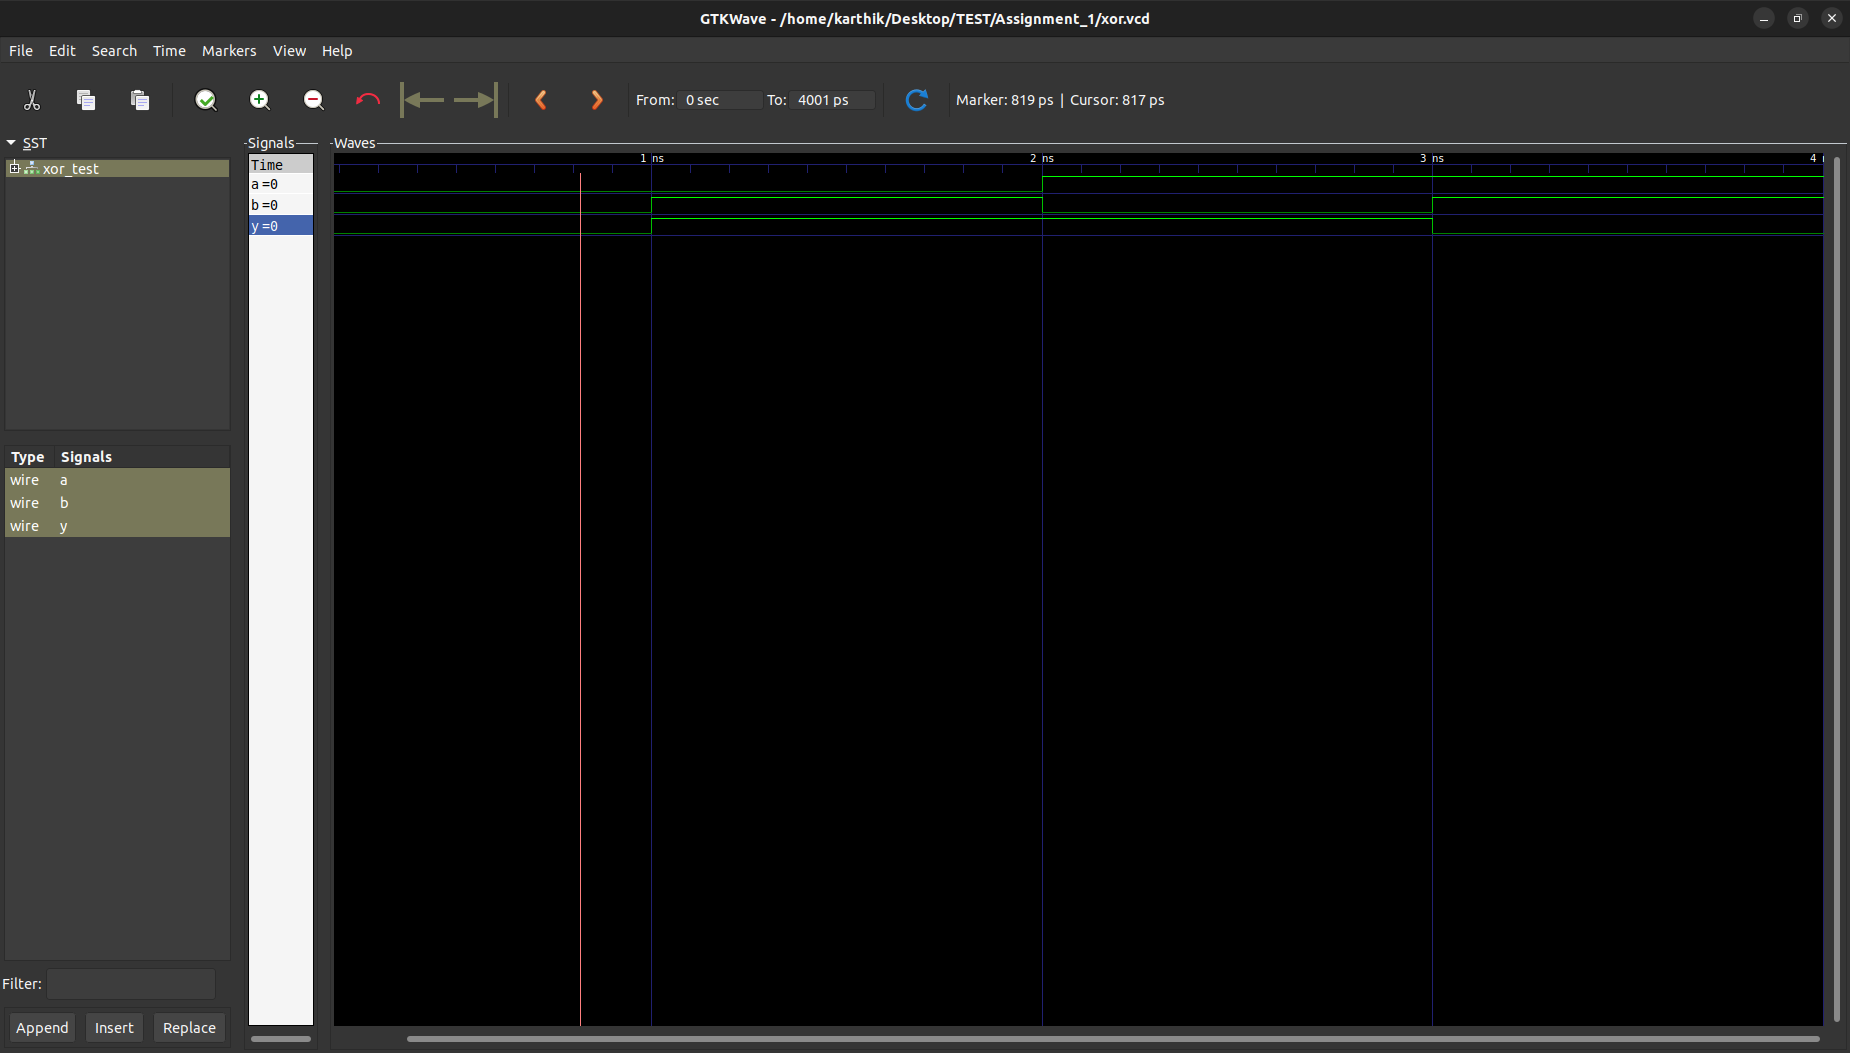 GTKWave - /home/karthik/Desktop/TEST/Assignment_1/xor.vcd
File Edit Search Time Markers View Help
From: 0 sec To: 4001 ps Marker: 819 ps | Cursor: 817 ps
SST
xor_test
Type Signals
wire a
wire b
wire y
Filter:
Append Insert Replace
Signals
Time
a=0
b=0
y=0
Waves
1 ns 2 ns 3 ns 4